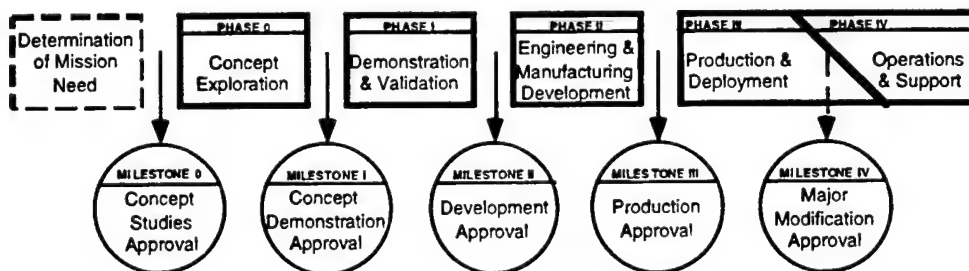 Determination
of Mission
Need
PHASE 0
Concept
Exploration
PHASE I
Demonstration
& Validation
PHASE II
Engineering &
Manufacturing
Development
PHASE III
Production &
Deployment
PHASE IV
Operations
& Support
MILESTONE 0
Concept
Studies
Approval
MILESTONE I
Concept
Demonstration
Approval
MILESTONE II
Development
Approval
MILESTONE III
Production
Approval
MILESTONE IV
Major
Modification
Approval